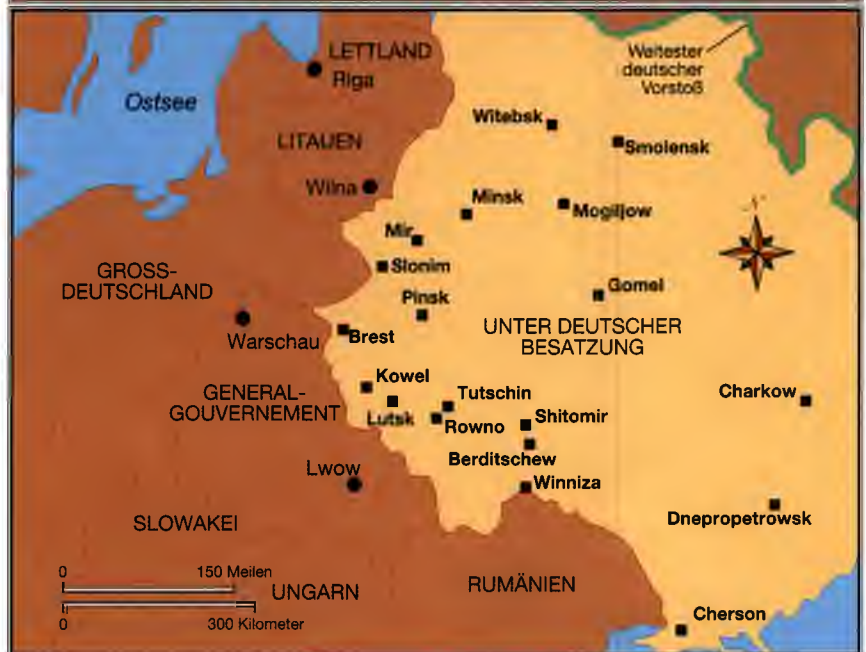 LETTLAND
Riga
Ostsee
Weitester
deutscher
Vorstoß
Witebsk
Smolensk
LITAUEN
Wilna
Minsk
Mogiljow
N
Mir
Slonim
GROSS-
DEUTSCHLAND
Pinsk
Gomel
Warschau
Brest
UNTER DEUTSCHER
BESATZUNG
Kowel
GENERAL-
GOUVERNEMENT
Lutsk
Tutschin
Rowno
Shitomir
Charkow
Berditschew
Lwow
Winniza
SLOWAKEI
Dnepropetrowsk
0 150 Meilen
UNGARN
RUMÄNIEN
0 300 Kilometer
Cherson